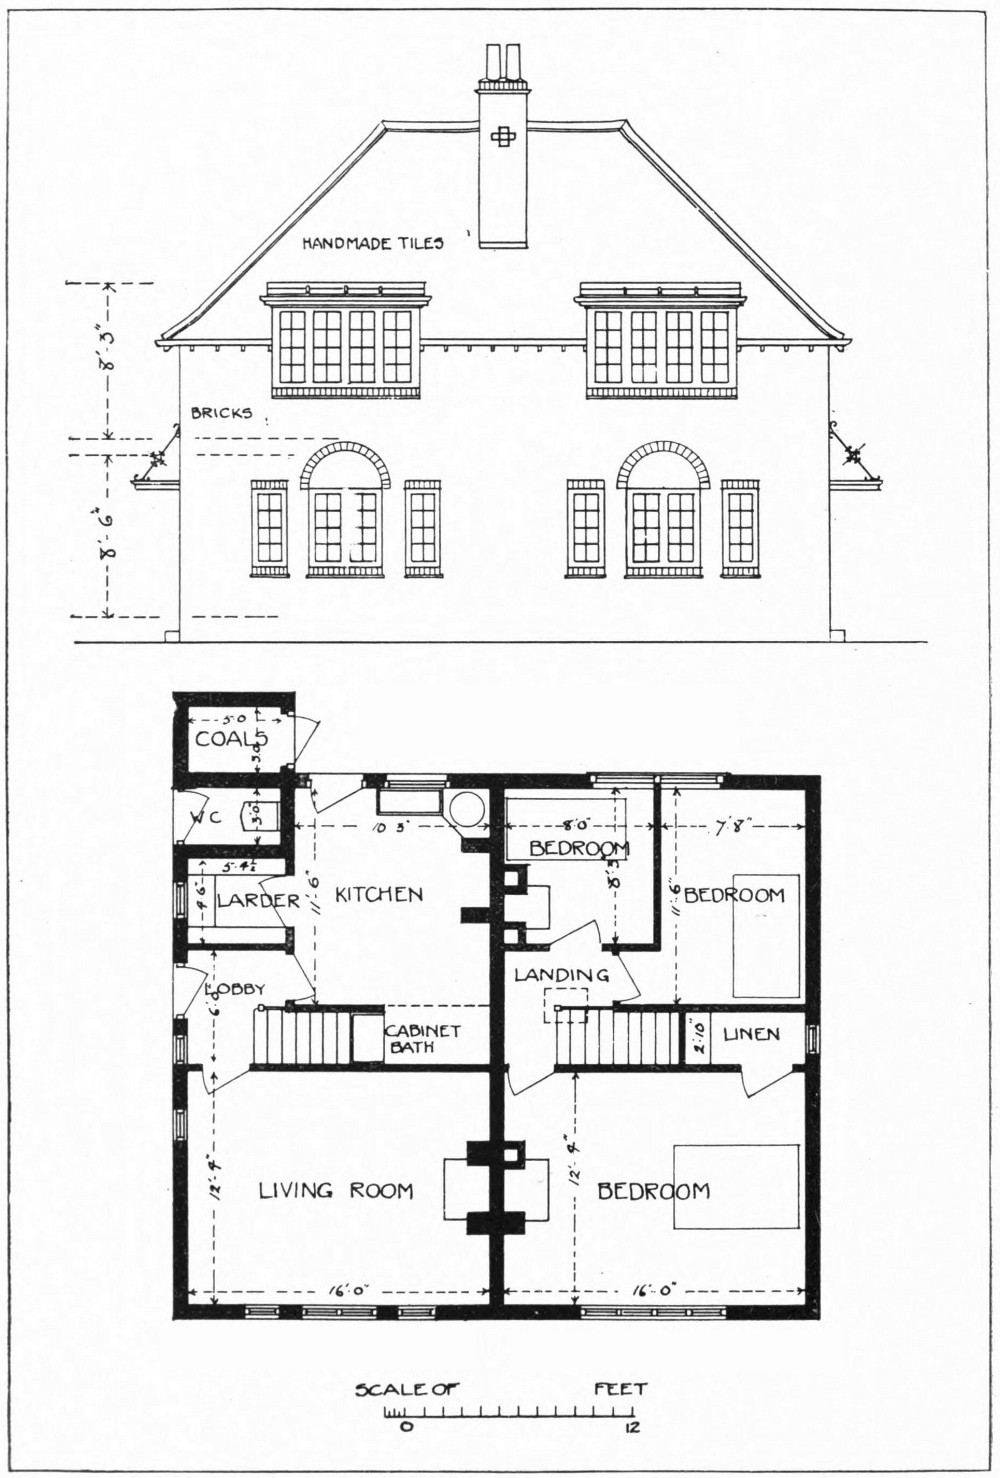 HANDMADE TILES
8'-3"
BRICKS
8'-6"
5·0
COALS
3·0
WC
3'·0"
10 3"
8'·0"
7'·8"
BEDROOM
5·4½
4·6"
LARDER
11'·6"
KITCHEN
8'·3"
11'·6"
BEDROOM
LOBBY
6'·0"
LANDING
CABINET
BATH
2'·10"
LINEN
12'·4"
LIVING ROOM
12'·4"
BEDROOM
16'·0"
16'·0"
SCALE OF FEET
0 12